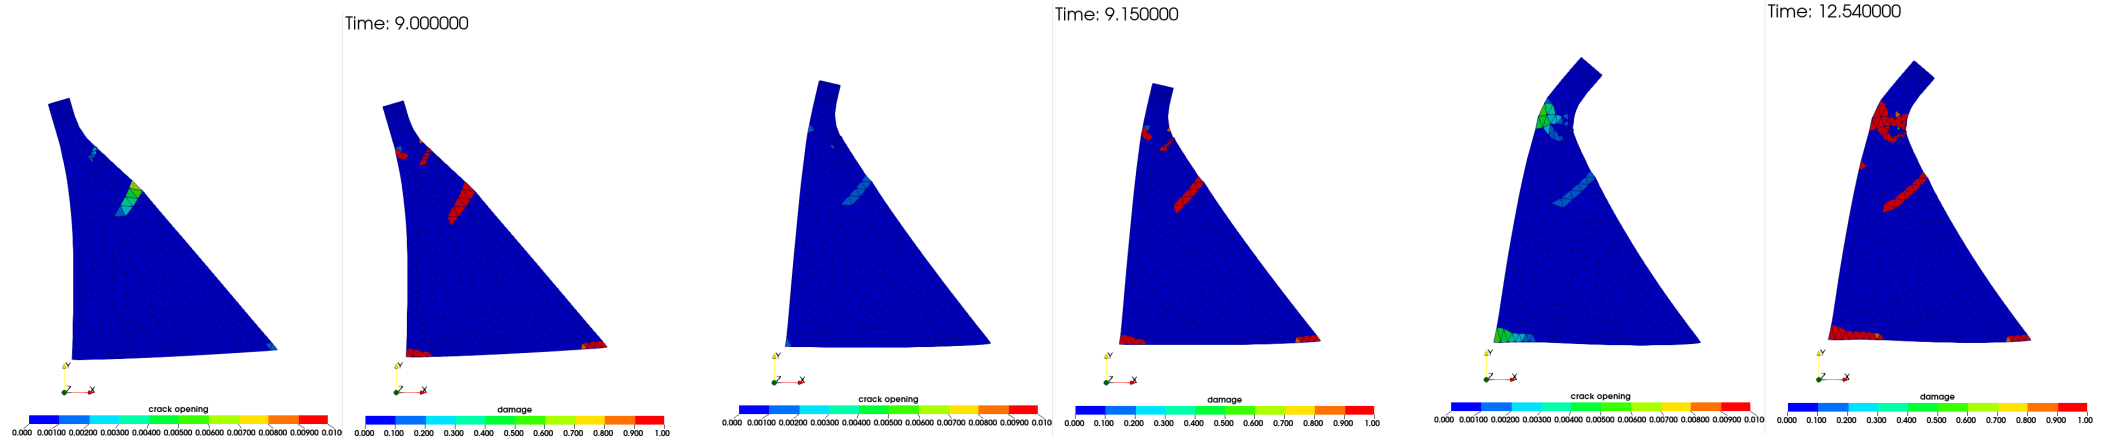 Time: 9.000000
Y
Z X
crack opening
0.000 0.00100 0.00200 0.00300 0.00400 0.00500 0.00600 0.00700 0.00800 0.00900 0.010
Y
Z X
damage
0.000 0.100 0.200 0.300 0.400 0.500 0.600 0.700 0.800 0.900 1.00
Time: 9.150000
Y
Z X
crack opening
0.000 0.00100 0.00200 0.00300 0.00400 0.00500 0.00600 0.00700 0.00800 0.00900 0.010
Y
Z X
damage
0.000 0.100 0.200 0.300 0.400 0.500 0.600 0.700 0.800 0.900 1.00
Time: 12.540000
Y
Z X
crack opening
0.000 0.00100 0.00200 0.00300 0.00400 0.00500 0.00600 0.00700 0.00800 0.00900 0.010
Y
Z X
damage
0.000 0.100 0.200 0.300 0.400 0.500 0.600 0.700 0.800 0.900 1.00